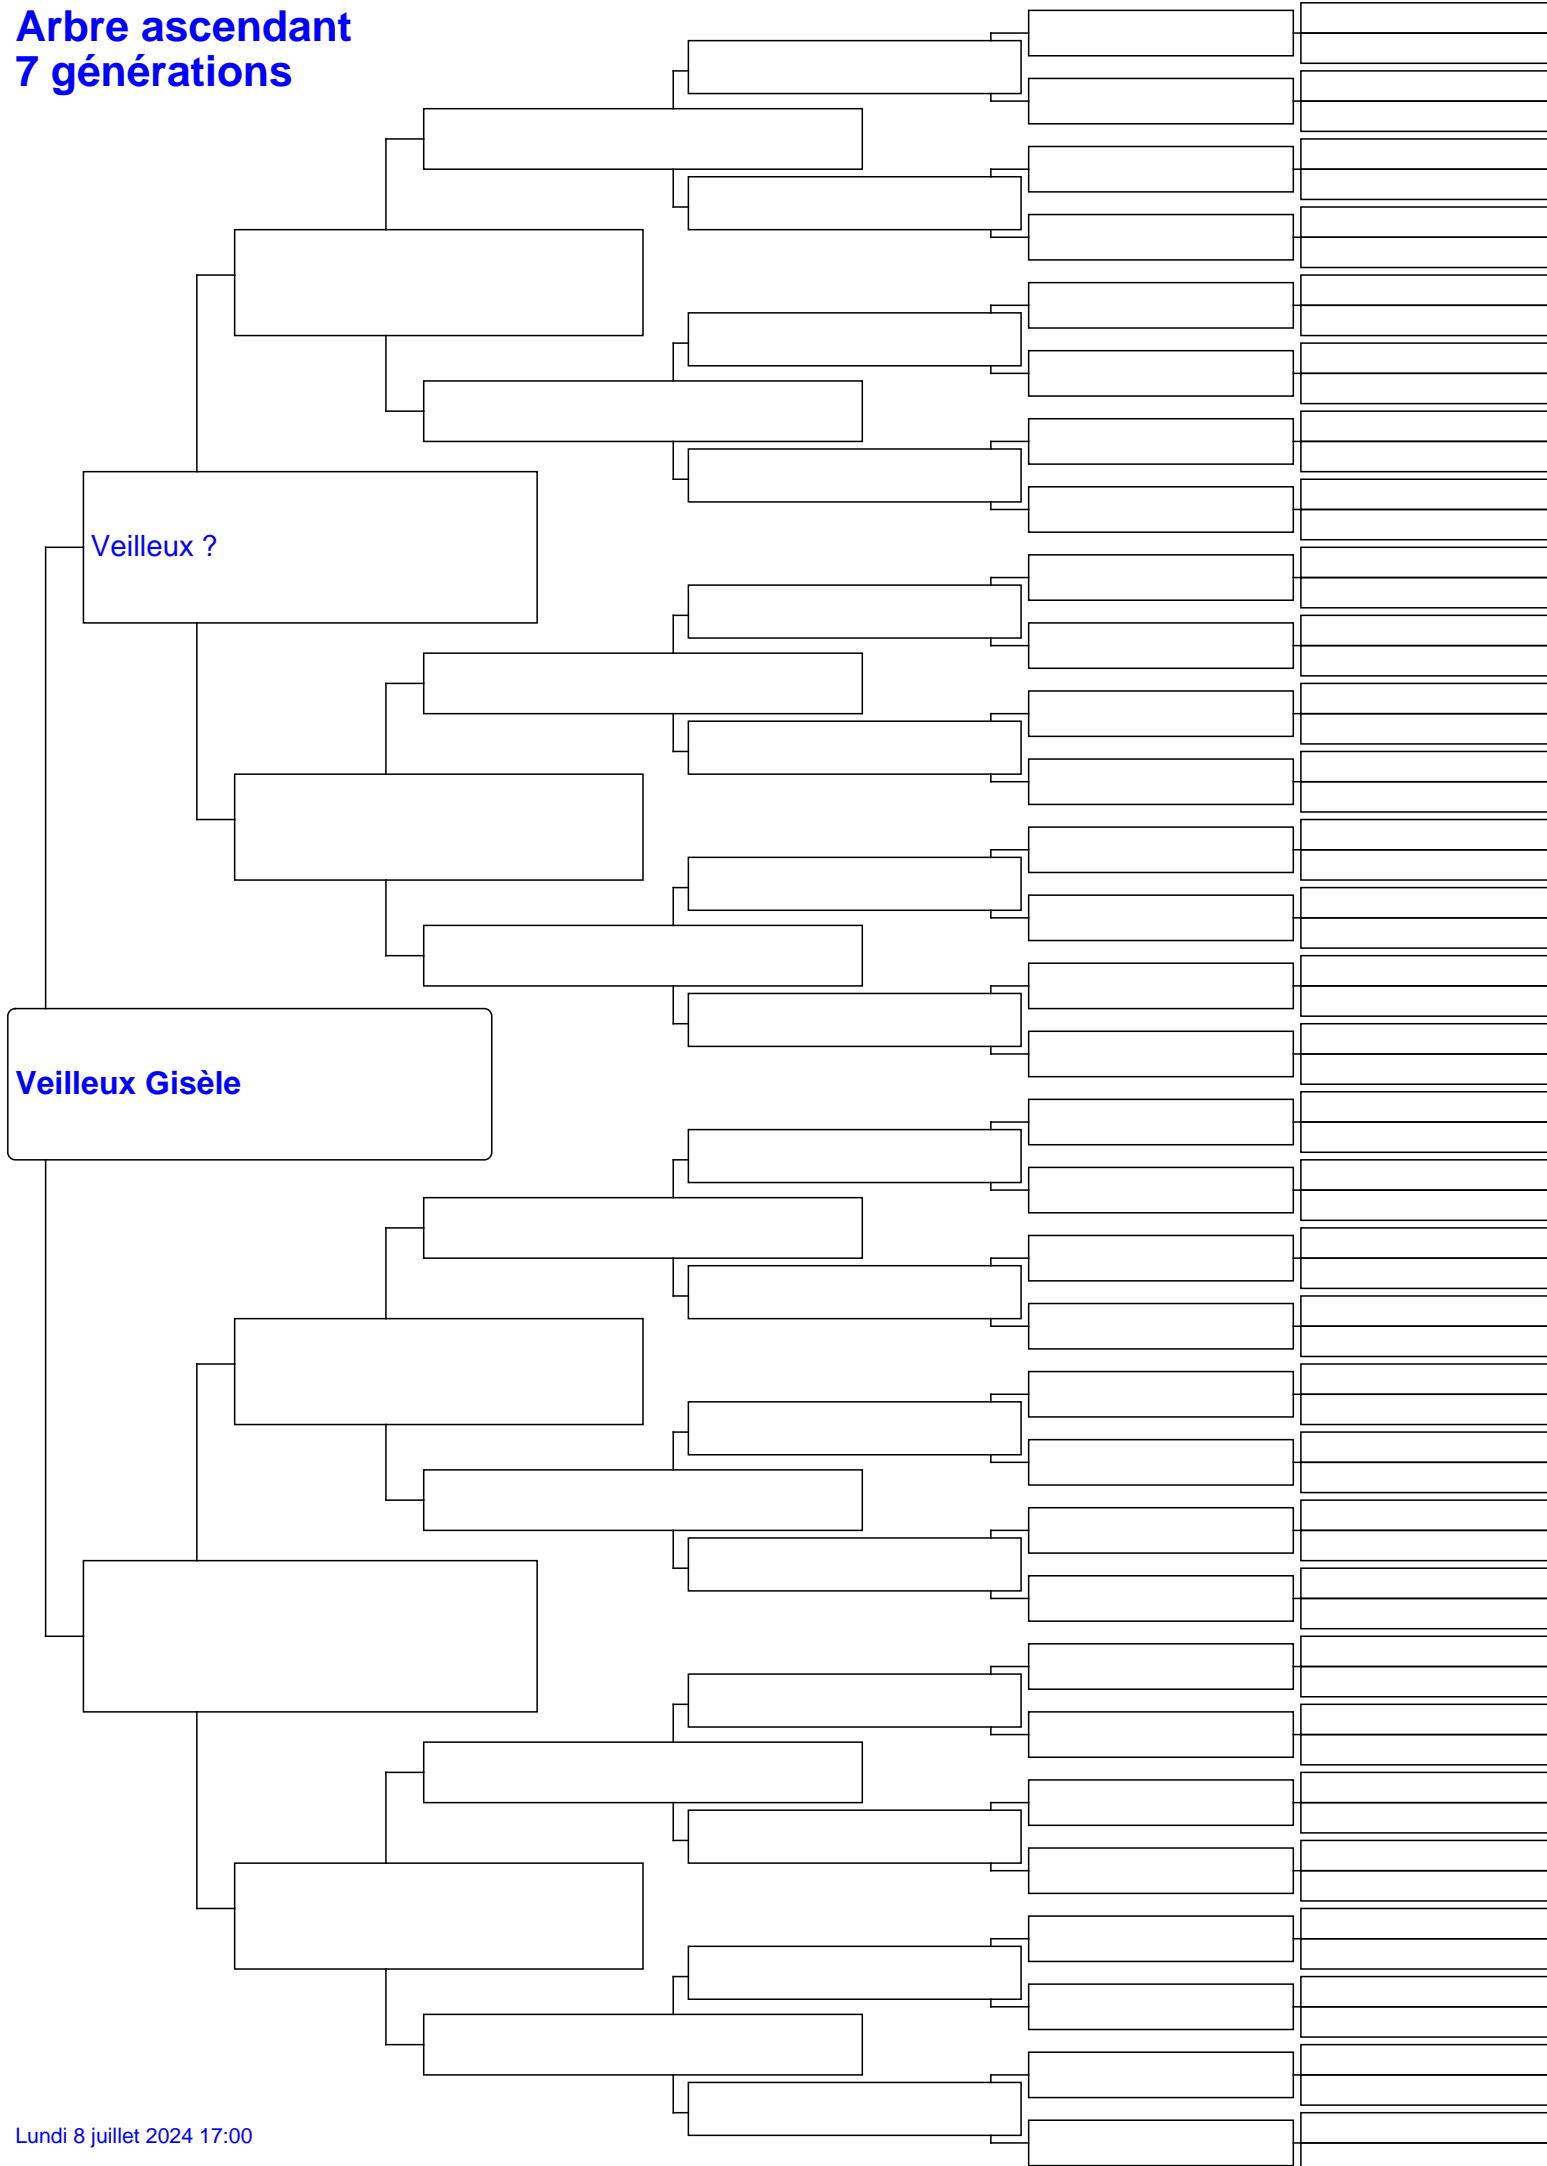 Arbre ascendant
7 générations
Veilleux ?
Veilleux Gisèle
Lundi 8 juillet 2024 17:00